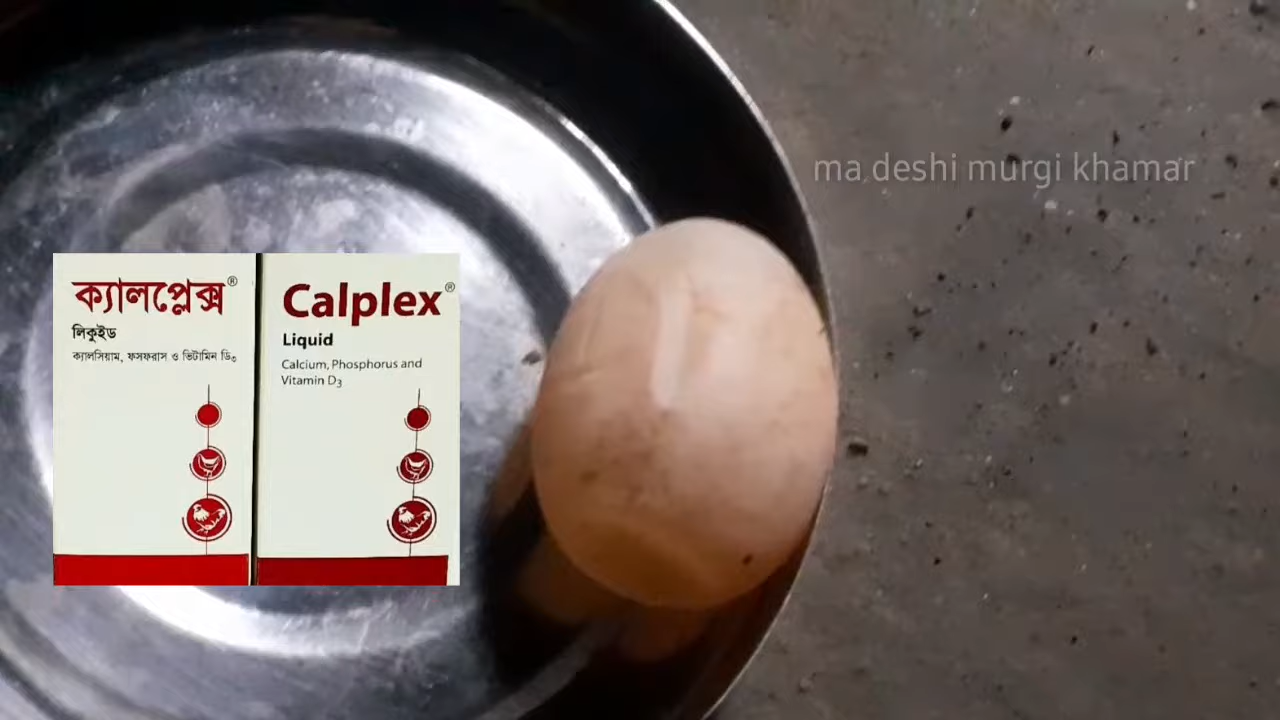 ma deshi murgi khamar
ক্যালপ্লেক্স®
লিকুইড
ক্যালসিয়াম, ফসফরাস ও ভিটামিন ডি৩
Calplex®
Liquid
Calcium, Phosphorus and
Vitamin D3